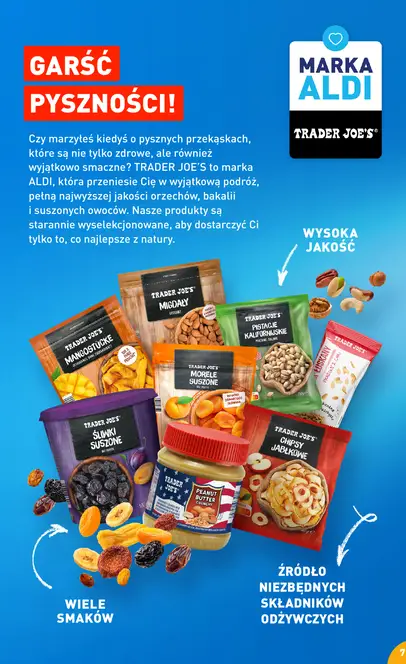 GARŚĆ
PYSZNOŚCI!
MARKA
ALDI
TRADER JOE'S®
Czy marzyłeś kiedyś o pysznych przekąskach,
które są nie tylko zdrowe, ale również
wyjątkowo smaczne? TRADER JOE'S to marka
ALDI, która przeniesie Cię w wyjątkową podróż,
pełną najwyższej jakości orzechów, bakalii
i suszonych owoców. Nasze produkty są
starannie wyselekcjonowane, aby dostarczyć Ci
tylko to, co najlepsze z natury.
WYSOKA
JAKOŚĆ
TRADER JOE'S
MIGDAŁY
TRADER JOE'S
MANGOSTICKE
TRADER JOE'S
PISTACJE
KALIFORNIJSKIE
TRADER JOE'S
MORELE
SUSZONE
TRADER JOE'S
ŚLIWKI
SUSZONE
TRADER JOE'S
CHIPSY
JABŁKOWE
TRADER
JOE'S
PEANUT
BUTTER
WIELE
SMAKÓW
ŹRÓDŁO
NIEZBĘDNYCH
SKŁADNIKÓW
ODŻYWCZYCH
7